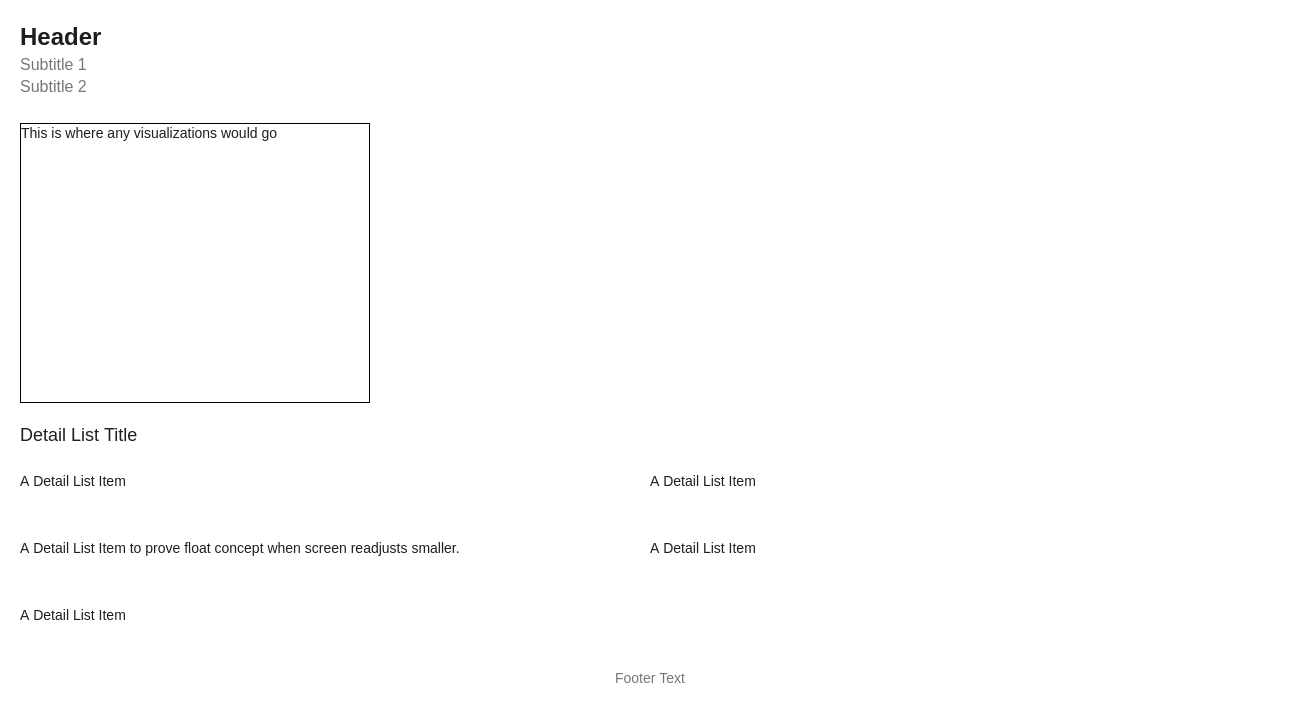 Header
Subtitle 1
Subtitle 2
This is where any visualizations would go
Detail List Title
A Detail List Item
A Detail List Item
A Detail List Item to prove float concept when screen readjusts smaller.
A Detail List Item
A Detail List Item
Footer Text